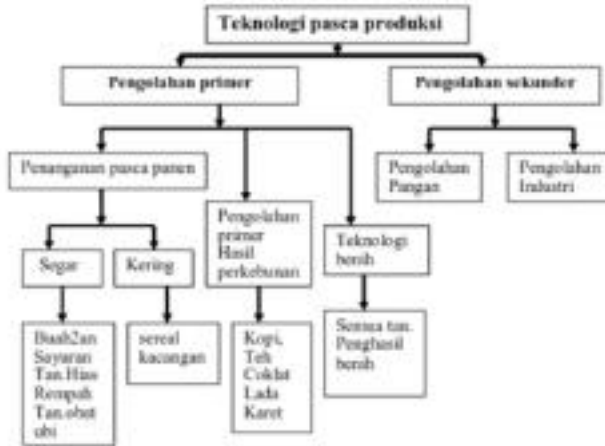 Teknologi pasca produksi
Pengolahan primer
Pengolahan sekunder
Penanganan pasca panen
Pengolahan
primer
Hasil
perkebunan
Teknologi
benih
Pengolahan
Pangan
Pengolahan
Industri
Segar
Kering
Buah2an
Sayuran
Tan.Hias
Rempah
Tan.obat
ubi
sereal
kacangan
Kopi,
Teh
Coklat
Lada
Karet
Semua tan.
Penghasil
benih